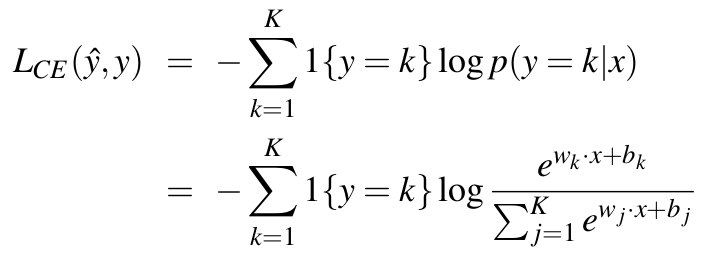 L_{CE}(\hat{y}, y) = -\sum_{k=1}^{K} 1\{y = k\} \log p(y = k|x)
= -\sum_{k=1}^{K} 1\{y = k\} \log \frac{e^{w_k \cdot x + b_k}}{\sum_{j=1}^{K} e^{w_j \cdot x + b_j}}